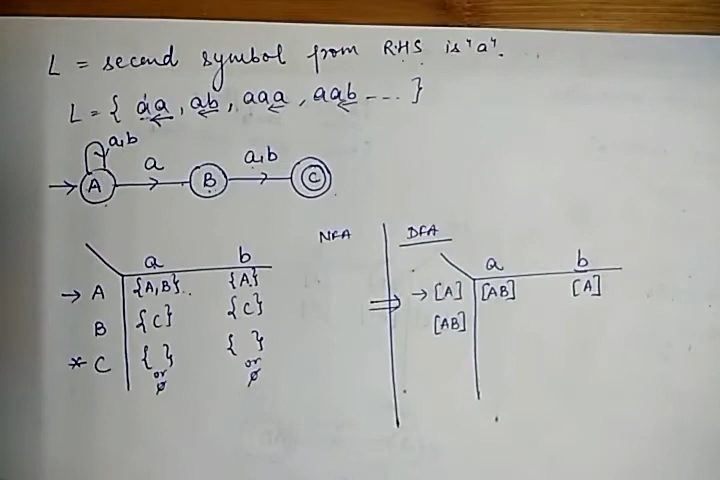 L = second symbol from R.H.S is "a".
L = { aa, ab, aaa, aab ---- }
a,b
a
a,b
A
B
C
NFA
a b
→ A {A,B} {A}
B {C} {C}
* C { } { }
or or
ϕ ϕ
DFA
a b
→ [A] [AB] [A]
[AB]